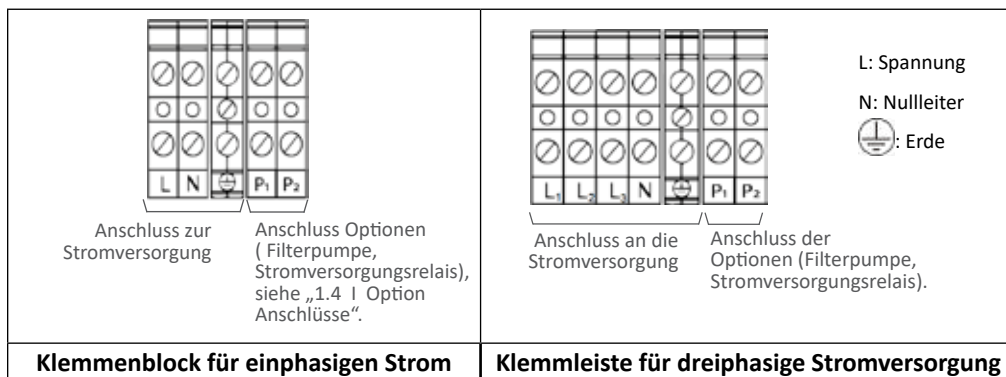 L N P₁ P₂
Anschluss zur
Stromversorgung
Anschluss Optionen
( Filterpumpe,
Stromversorgungsrelais),
siehe „1.4 I Option
Anschlüsse“.
Klemmenblock für einphasigen Strom
L₁ L₂ L₃ N P₁ P₂
Anschluss an die
Stromversorgung
Anschluss der
Optionen (Filterpumpe,
Stromversorgungsrelais).
L: Spannung
N: Nullleiter
: Erde
Klemmleiste für dreiphasige Stromversorgung